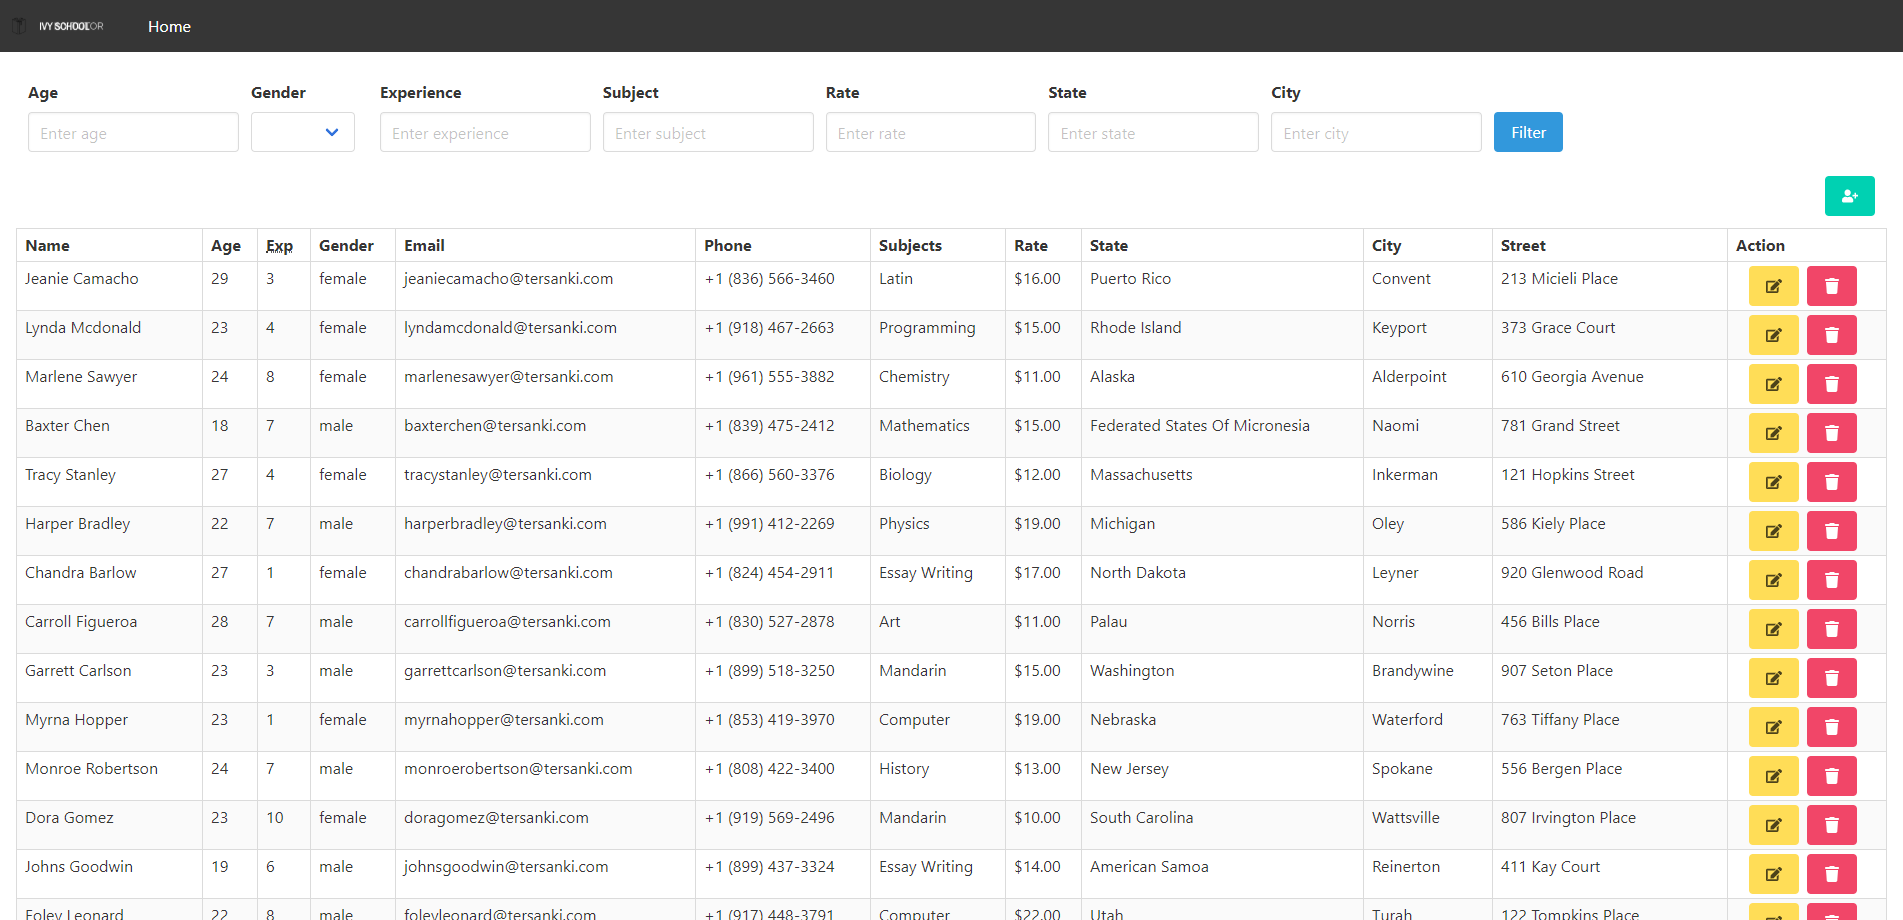 IVY SCHOOL Home
Age Gender Experience Subject Rate State City
Enter age Enter experience Enter subject Enter rate Enter state Enter city Filter
Name Age Exp Gender Email Phone Subjects Rate State City Street Action
Jeanie Camacho 29 3 female jeaniecamacho@tersanki.com +1 (836) 566-3460 Latin $16.00 Puerto Rico Convent 213 Micieli Place
Lynda Mcdonald 23 4 female lyndamcdonald@tersanki.com +1 (918) 467-2663 Programming $15.00 Rhode Island Keyport 373 Grace Court
Marlene Sawyer 24 8 female marlenesawyer@tersanki.com +1 (961) 555-3882 Chemistry $11.00 Alaska Alderpoint 610 Georgia Avenue
Baxter Chen 18 7 male baxterchen@tersanki.com +1 (839) 475-2412 Mathematics $15.00 Federated States Of Micronesia Naomi 781 Grand Street
Tracy Stanley 27 4 female tracystanley@tersanki.com +1 (866) 560-3376 Biology $12.00 Massachusetts Inkerman 121 Hopkins Street
Harper Bradley 22 7 male harperbradley@tersanki.com +1 (991) 412-2269 Physics $19.00 Michigan Oley 586 Kiely Place
Chandra Barlow 27 1 female chandrabarlow@tersanki.com +1 (824) 454-2911 Essay Writing $17.00 North Dakota Leyner 920 Glenwood Road
Carroll Figueroa 28 7 male carrollfigueroa@tersanki.com +1 (830) 527-2878 Art $11.00 Palau Norris 456 Bills Place
Garrett Carlson 23 3 male garrettcarlson@tersanki.com +1 (899) 518-3250 Mandarin $15.00 Washington Brandywine 907 Seton Place
Myrna Hopper 23 1 female myrnahopper@tersanki.com +1 (853) 419-3970 Computer $19.00 Nebraska Waterford 763 Tiffany Place
Monroe Robertson 24 7 male monroerobertson@tersanki.com +1 (808) 422-3400 History $13.00 New Jersey Spokane 556 Bergen Place
Dora Gomez 23 10 female doragomez@tersanki.com +1 (919) 569-2496 Mandarin $10.00 South Carolina Wattsville 807 Irvington Place
Johns Goodwin 19 6 male johnsgoodwin@tersanki.com +1 (899) 437-3324 Essay Writing $14.00 American Samoa Reinerton 411 Kay Court
Foley Leonard 22 8 male foleyleonard@tersanki.com +1 (917) 448-3791 Computer $22.00 Utah Turah 122 Tompkins Place